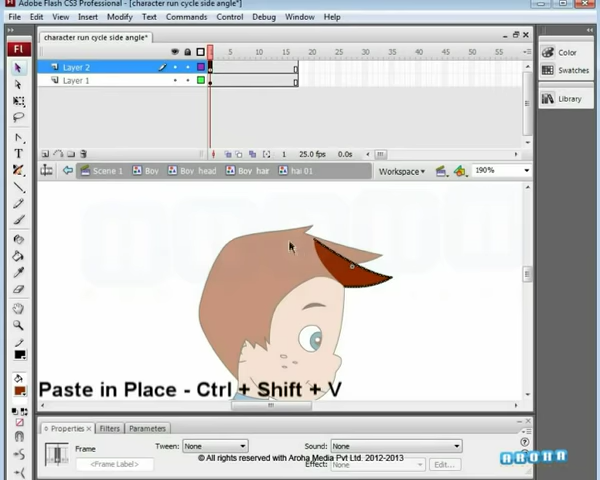 Adobe Flash CS3 Professional - [character run cycle side angle*]
File Edit View Insert Modify Text Commands Control Debug Window Help
Fl
character run cycle side angle*
5 10 15 20 25 30 35 40 45 50 55
Layer 2
Layer 1
1 25.0 fps 0.0s
Scene 1 Boy Boy head Boy hair hai 01 Workspace 190%
Color
Swatches
Library
T
Paste in Place - Ctrl + Shift + V
Properties Filters Parameters
Frame Tween: None Sound: None
<Frame Label> Effect: None Edit...
© All rights reserved with Aroha Media Pvt Ltd. 2012-2013
AROHA